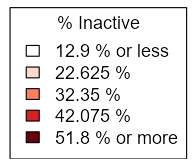 % Inactive
12.9 % or less
22.625 %
32.35 %
42.075 %
51.8 % or more